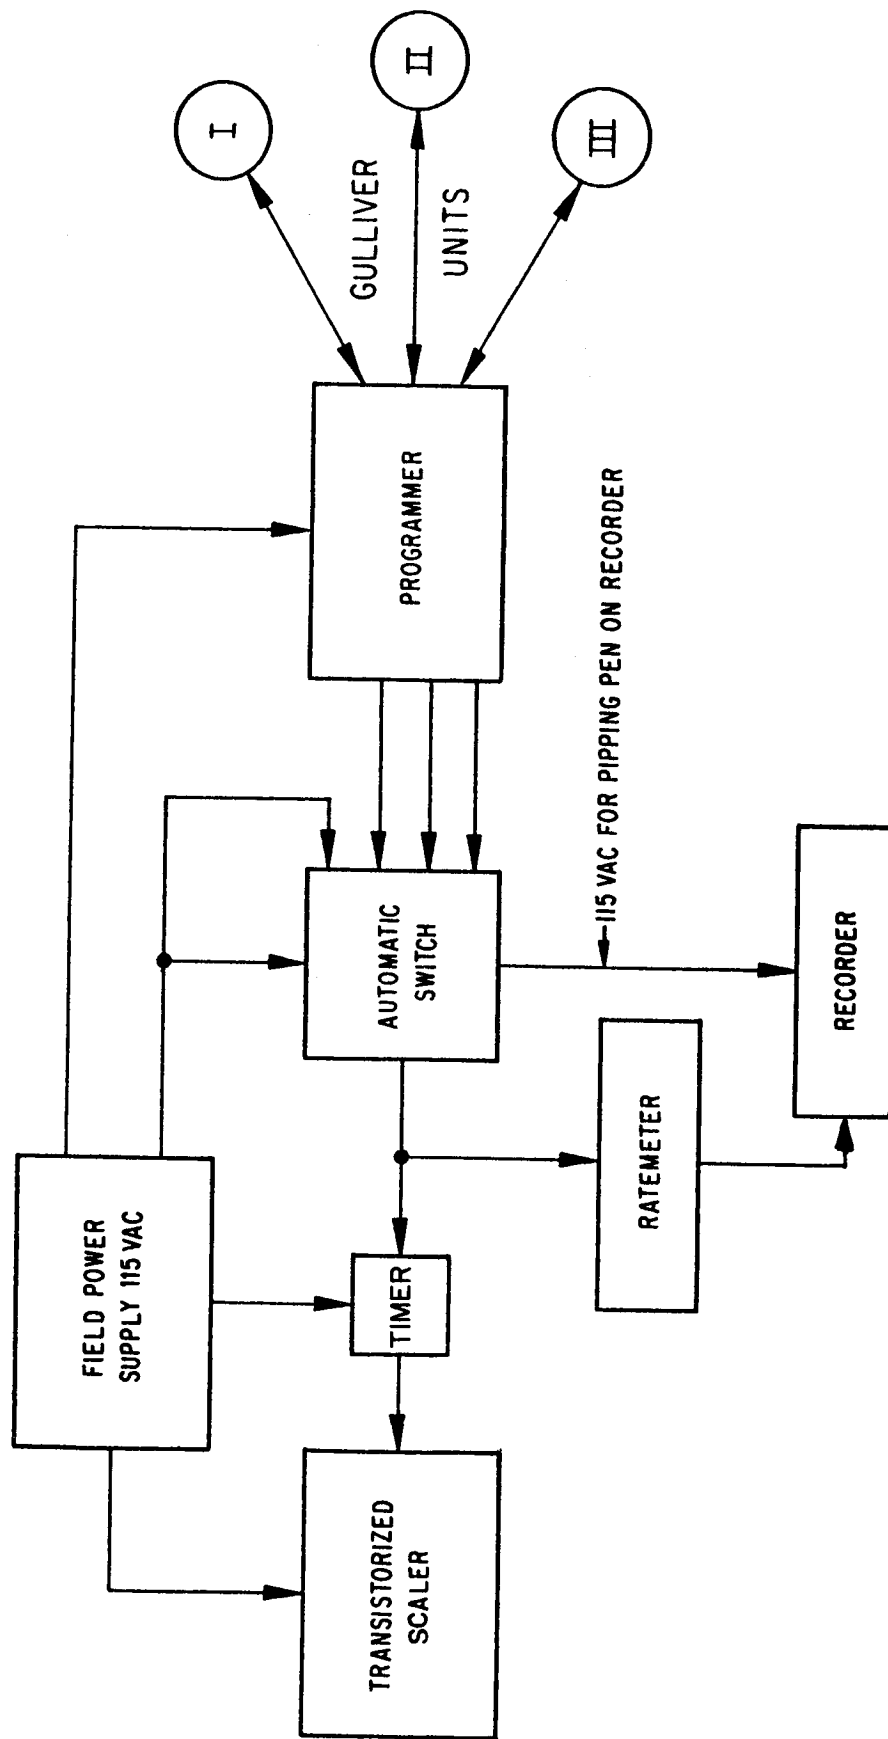 FIELD POWER
SUPPLY 115 VAC
TRANSISTORIZED
SCALER
TIMER
AUTOMATIC
SWITCH
PROGRAMMER
GULLIVER
UNITS
I
II
III
RATEMETER
115 VAC FOR PIPPING PEN ON RECORDER
RECORDER